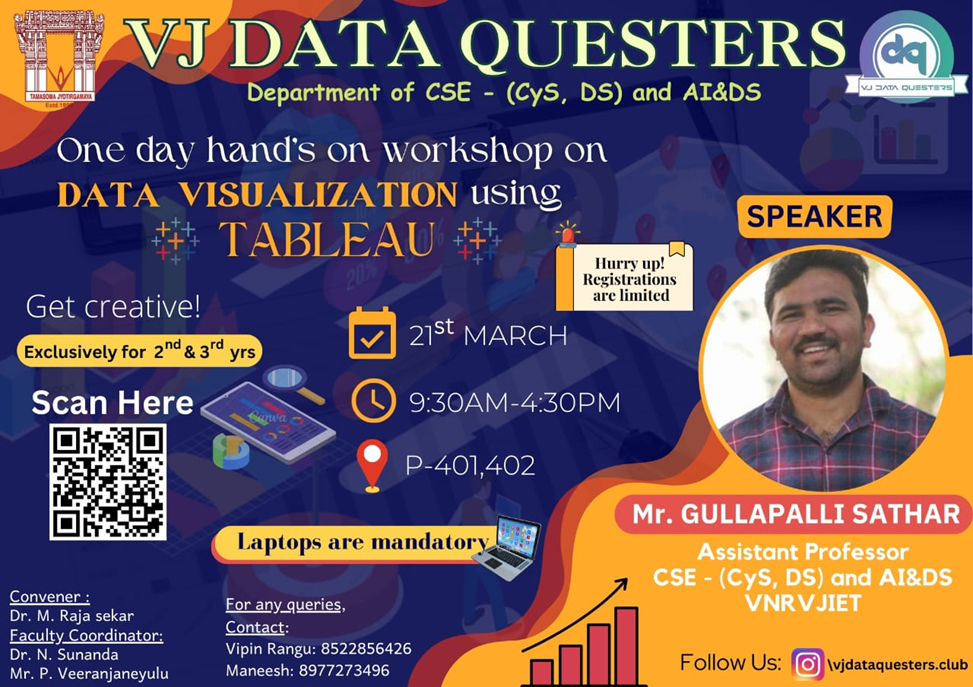 VJ DATA QUESTERS
Department of CSE - (CyS, DS) and AI&DS
TAMASOMA JYOTIRGAMAYA
dq
VJ DATA QUESTERS
One day hand's on workshop on
DATA VISUALIZATION using
TABLEAU
Hurry up!
Registrations
are limited
SPEAKER
Get creative!
Exclusively for 2nd & 3rd yrs
Scan Here
Canva
21st MARCH
9:30AM-4:30PM
P-401,402
Laptops are mandatory
Mr. GULLAPALLI SATHAR
Assistant Professor
CSE - (CyS, DS) and AI&DS
VNRVJIET
Convener :
Dr. M. Raja sekar
Faculty Coordinator:
Dr. N. Sunanda
Mr. P. Veeranjaneyulu
For any queries,
Contact:
Vipin Rangu: 8522856426
Maneesh: 8977273496
Follow Us: \vjdataquesters.club